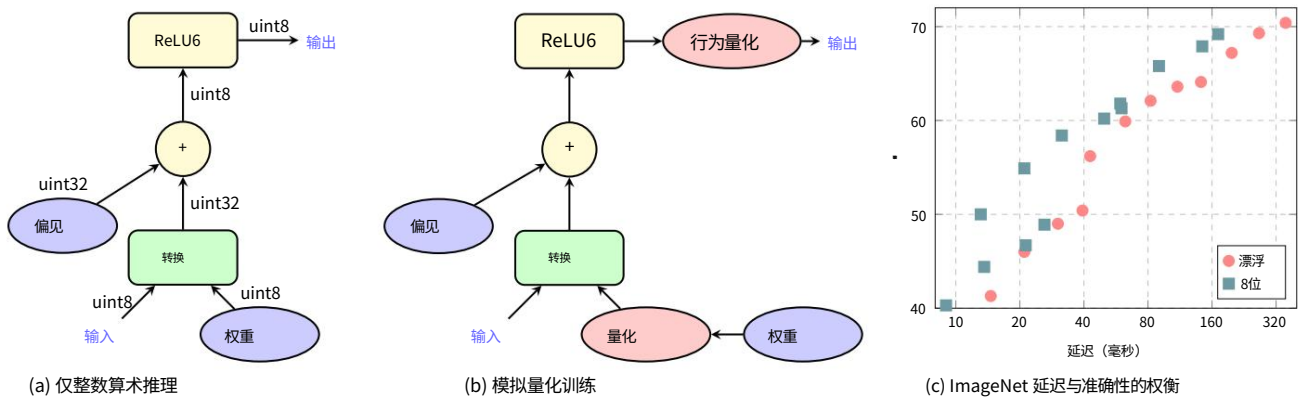 uint8
ReLU6
输出
uint8
+
uint32
uint32
偏见
转换
uint8
uint8
输入
权重
(a) 仅整数算术推理
ReLU6
行为量化
输出
+
偏见
转换
输入
量化
权重
(b) 模拟量化训练
70
60
50
40
漂浮
8位
10 20 40 80 160 320
延迟（毫秒）
(c) ImageNet 延迟与准确性的权衡